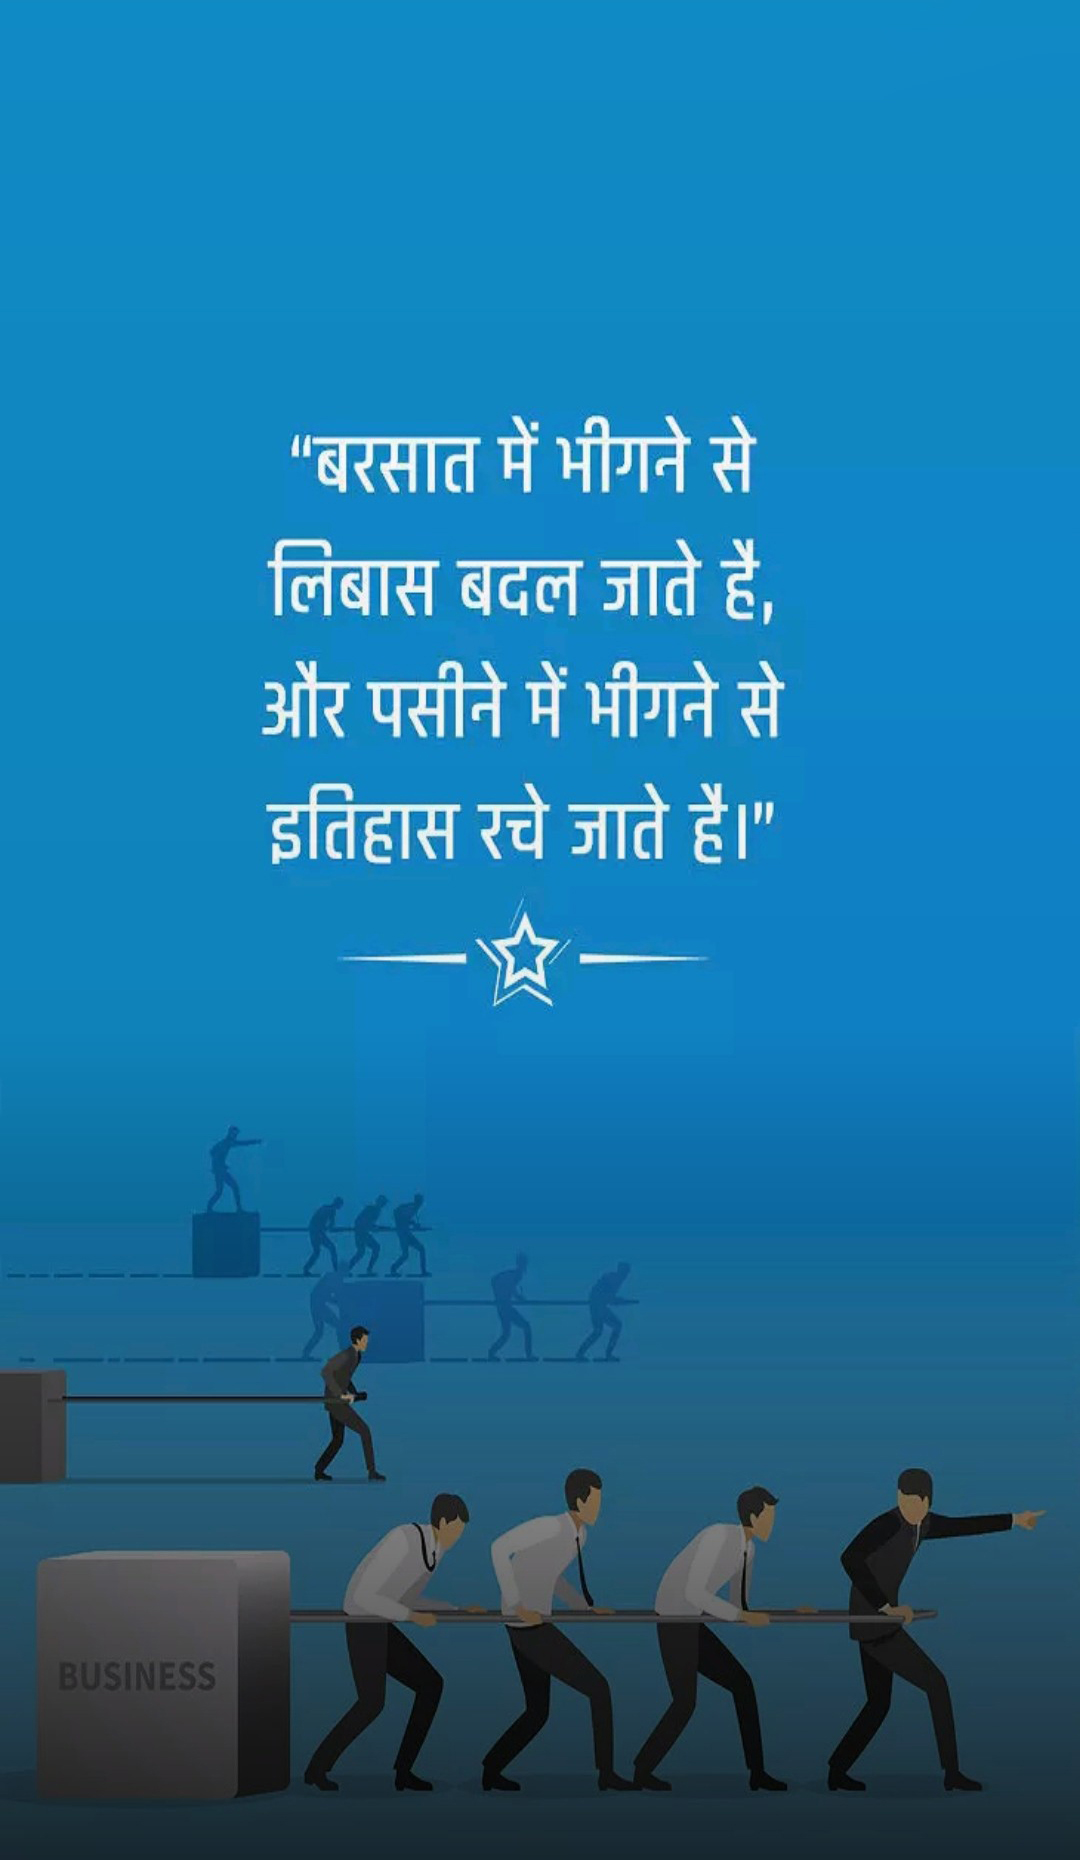 “बरसात में भीगने से
लिबास बदल जाते है,
और पसीने में भीगने से
इतिहास रचे जाते है।”
BUSINESS